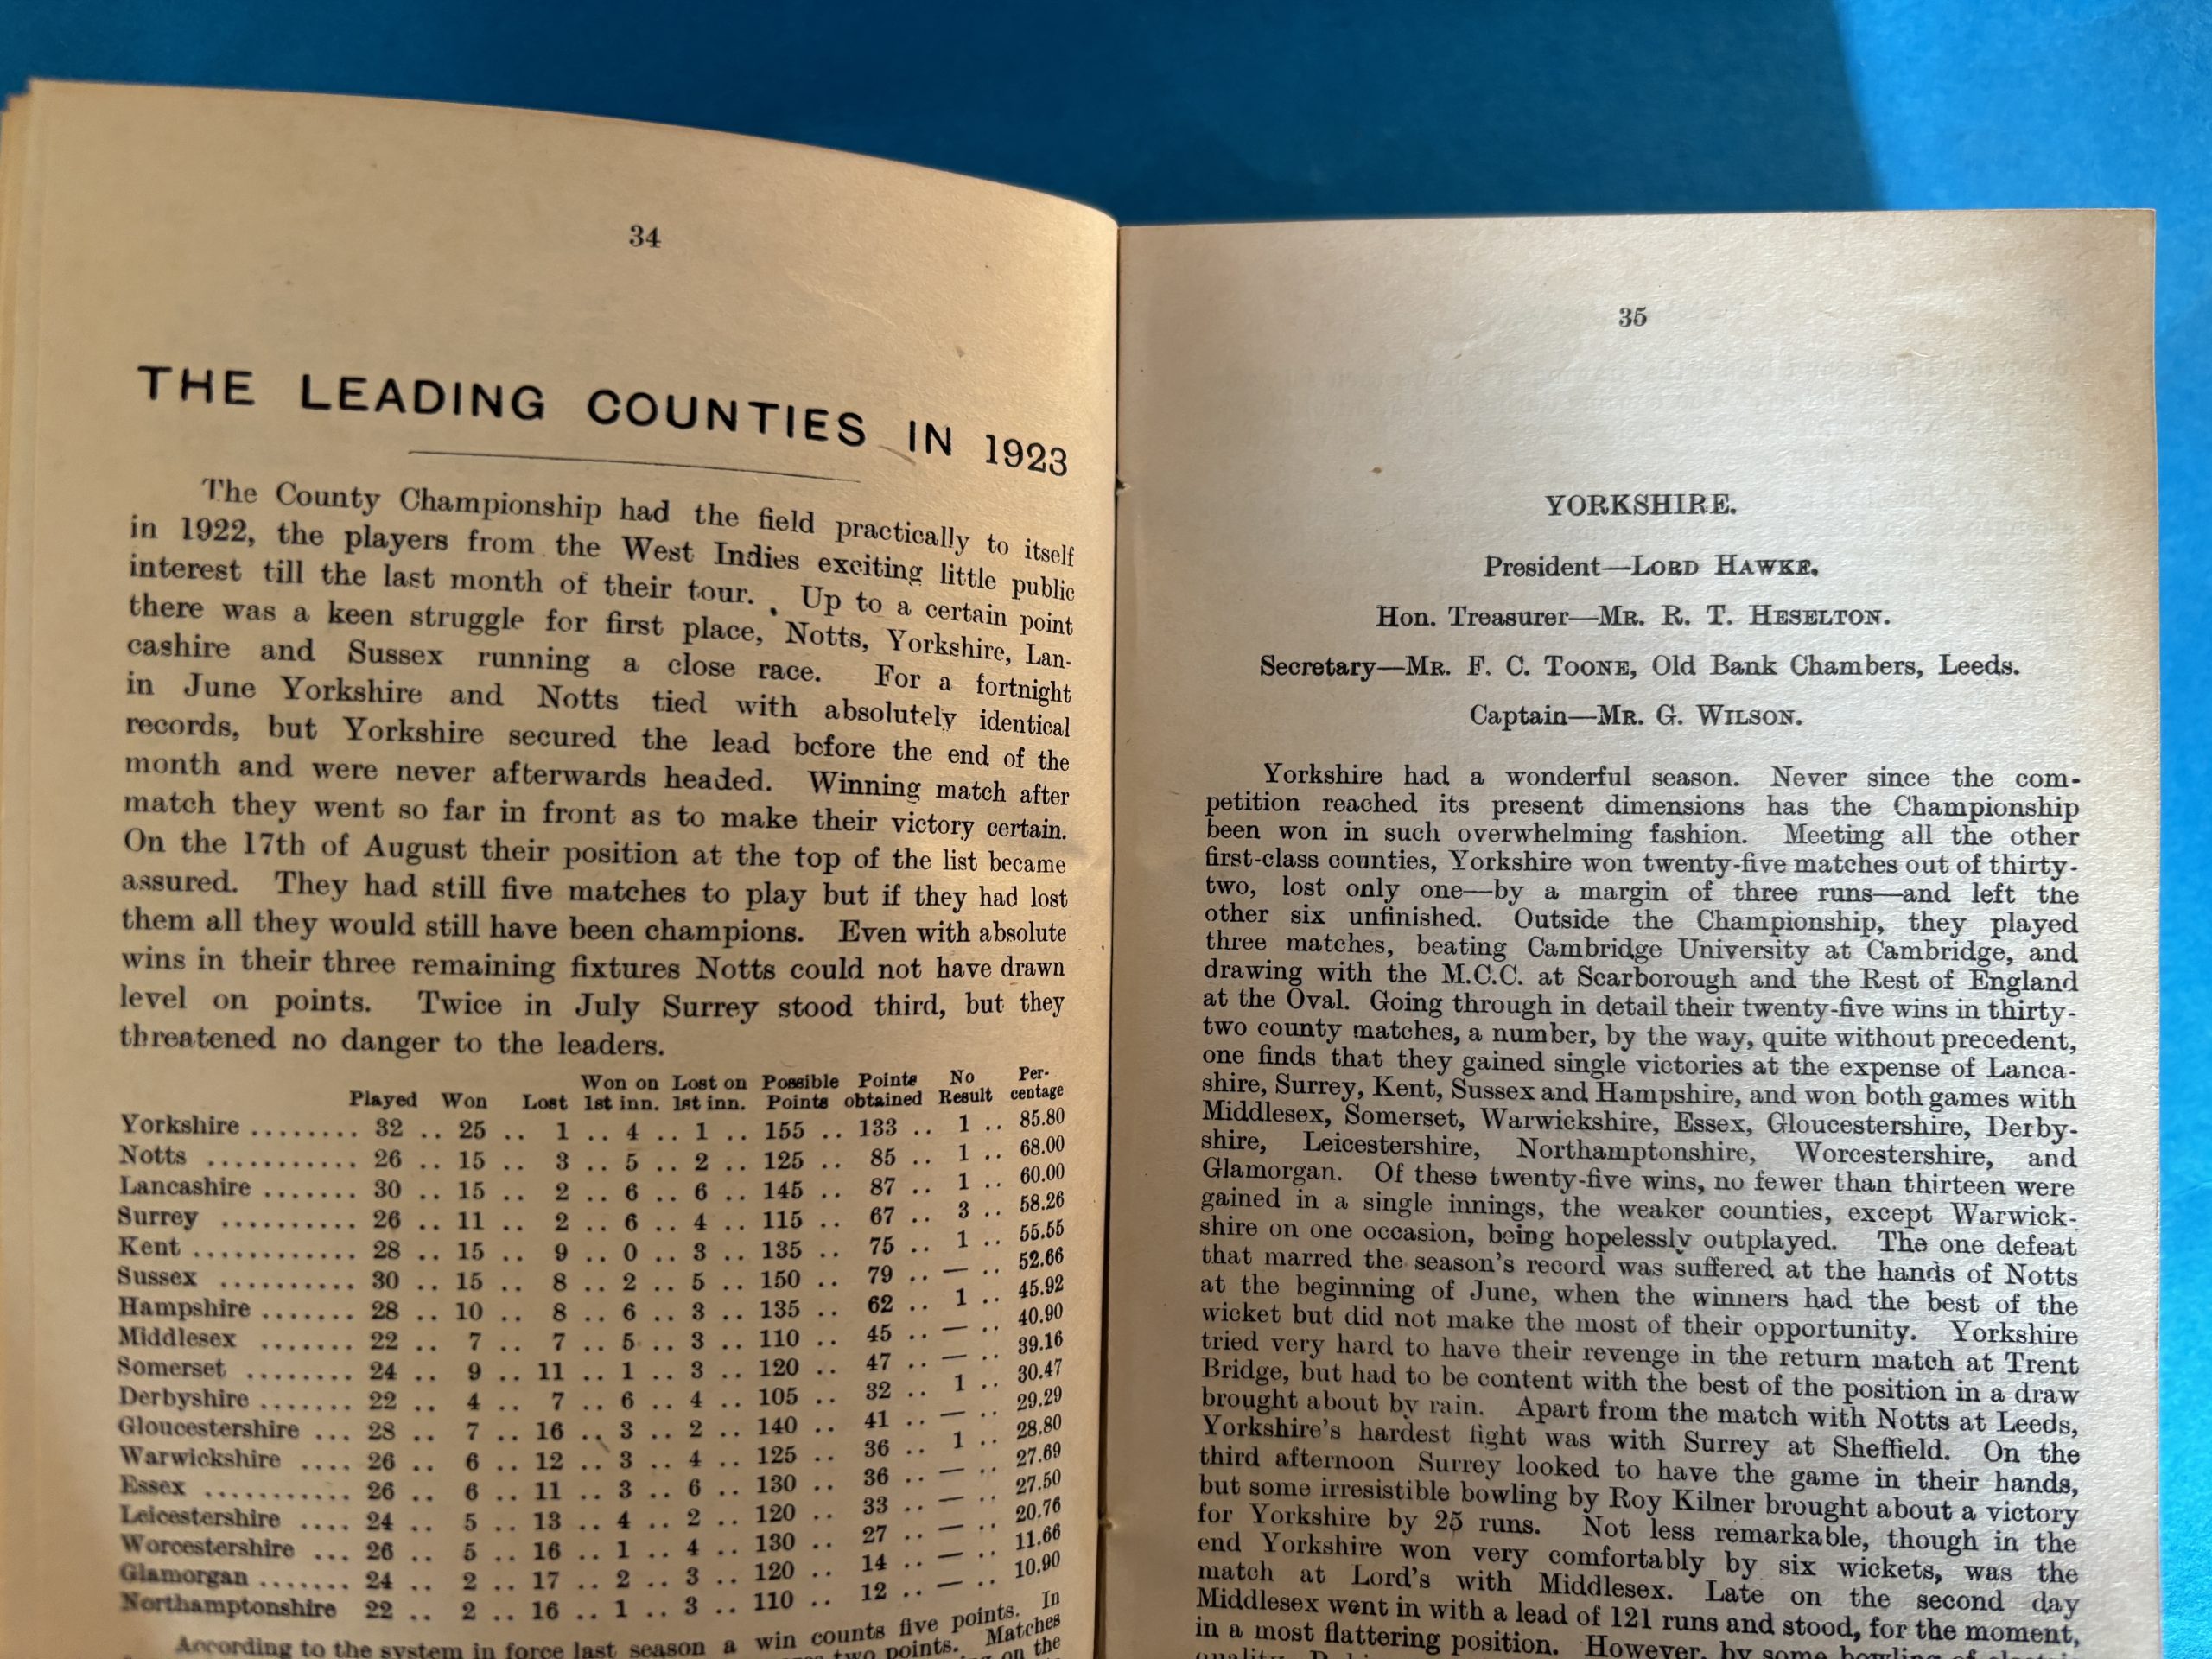 34
THE LEADING COUNTIES IN 1923
The County Championship had the field practically to itself
in 1922, the players from the West Indies exciting little public
interest till the last month of their tour. Up to a certain point
there was a keen struggle for first place, Notts, Yorkshire, Lan-
cashire and Sussex running a close race. For a fortnight
in June Yorkshire and Notts tied with absolutely identical
records, but Yorkshire secured the lead before the end of the
month and were never afterwards headed. Winning match after
match they went so far in front as to make their victory certain.
On the 17th of August their position at the top of the list became
assured. They had still five matches to play but if they had lost
them all they would still have been champions. Even with absolute
wins in their three remaining fixtures Notts could not have drawn
level on points. Twice in July Surrey stood third, but they
threatened no danger to the leaders.
Played Won Lost Won on 1st inn. Lost on 1st inn. Possible Points Points obtained No Result Per-centage
Yorkshire ........ 32 .. 25 .. 1 .. 4 .. 1 .. 155 .. 133 .. 1 .. 85.80
Notts ........... 26 .. 15 .. 3 .. 5 .. 2 .. 125 .. 85 .. 1 .. 68.00
Lancashire ....... 30 .. 15 .. 2 .. 6 .. 6 .. 145 .. 87 .. 1 .. 60.00
Surrey .......... 26 .. 11 .. 2 .. 6 .. 4 .. 115 .. 67 .. 3 .. 58.26
Kent ............ 28 .. 15 .. 9 .. 0 .. 3 .. 135 .. 75 .. 1 .. 55.55
Sussex .......... 30 .. 15 .. 8 .. 2 .. 5 .. 150 .. 79 .. — .. 52.66
Hampshire ....... 28 .. 10 .. 8 .. 6 .. 3 .. 135 .. 62 .. 1 .. 45.92
Middlesex ....... 22 .. 7 .. 7 .. 5 .. 3 .. 110 .. 45 .. — .. 40.90
Somerset ........ 24 .. 9 .. 11 .. 1 .. 3 .. 120 .. 47 .. — .. 39.16
Derbyshire ....... 22 .. 4 .. 7 .. 6 .. 4 .. 105 .. 32 .. 1 .. 30.47
Gloucestershire ... 28 .. 7 .. 16 .. 3 .. 2 .. 140 .. 41 .. — .. 29.29
Warwickshire .... 26 .. 6 .. 12 .. 3 .. 4 .. 125 .. 36 .. 1 .. 28.80
Essex ........... 26 .. 6 .. 11 .. 3 .. 6 .. 130 .. 36 .. — .. 27.69
Leicestershire .... 24 .. 5 .. 13 .. 4 .. 2 .. 120 .. 33 .. — .. 27.50
Worcestershire ... 26 .. 5 .. 16 .. 1 .. 4 .. 130 .. 27 .. — .. 20.76
Glamorgan ....... 24 .. 2 .. 17 .. 2 .. 3 .. 120 .. 14 .. — .. 11.66
Northamptonshire 22 .. 2 .. 16 .. 1 .. 3 .. 110 .. 12 .. — .. 10.90
According to the system in force last season a win counts five points. In
two points. Matches
on the
35
YORKSHIRE.
President—LORD HAWKE.
Hon. Treasurer—MR. R. T. HESELTON.
Secretary—MR. F. C. TOONE, Old Bank Chambers, Leeds.
Captain—MR. G. WILSON.
Yorkshire had a wonderful season. Never since the com-
petition reached its present dimensions has the Championship
been won in such overwhelming fashion. Meeting all the other
first-class counties, Yorkshire won twenty-five matches out of thirty-
two, lost only one—by a margin of three runs—and left the
other six unfinished. Outside the Championship, they played
three matches, beating Cambridge University at Cambridge, and
drawing with the M.C.C. at Scarborough and the Rest of England
at the Oval. Going through in detail their twenty-five wins in thirty-
two county matches, a number, by the way, quite without precedent,
one finds that they gained single victories at the expense of Lanca-
shire, Surrey, Kent, Sussex and Hampshire, and won both games with
Middlesex, Somerset, Warwickshire, Essex, Gloucestershire, Derby-
shire, Leicestershire, Northamptonshire, Worcestershire, and
Glamorgan. Of these twenty-five wins, no fewer than thirteen were
gained in a single innings, the weaker counties, except Warwick-
shire on one occasion, being hopelessly outplayed. The one defeat
that marred the season's record was suffered at the hands of Notts
at the beginning of June, when the winners had the best of the
wicket but did not make the most of their opportunity. Yorkshire
tried very hard to have their revenge in the return match at Trent
Bridge, but had to be content with the best of the position in a draw
brought about by rain. Apart from the match with Notts at Leeds,
Yorkshire's hardest fight was with Surrey at Sheffield. On the
third afternoon Surrey looked to have the game in their hands,
but some irresistible bowling by Roy Kilner brought about a victory
for Yorkshire by 25 runs. Not less remarkable, though in the
end Yorkshire won very comfortably by six wickets, was the
match at Lord's with Middlesex. Late on the second day
Middlesex went in with a lead of 121 runs and stood, for the moment,
in a most flattering position. However, by some bowling of